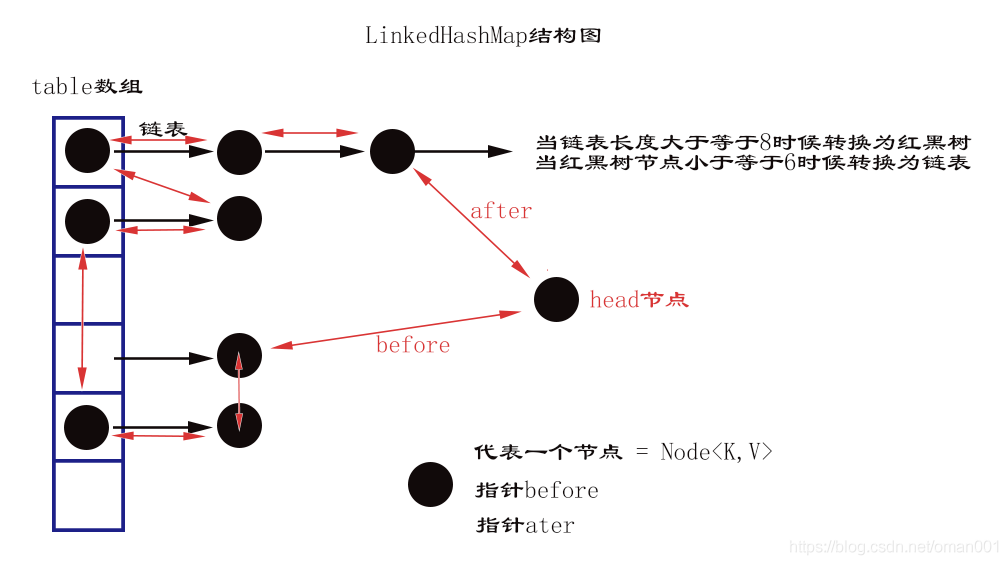 LinkedHashMap结构图
table数组
链表
当链表长度大于等于8时候转换为红黑树
当红黑树节点小于等于6时候转换为链表
after
head节点
before
代表一个节点 = Node<K,V>
指针before
指针ater
https://blog.csdn.net/oman001